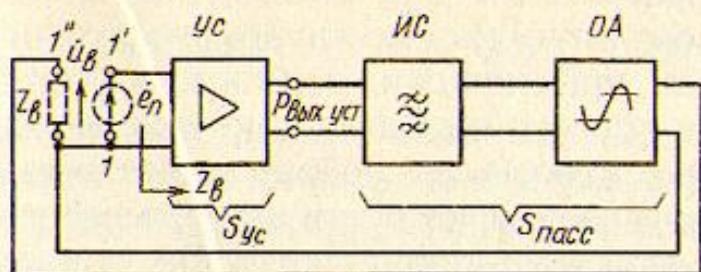 УС ИС ОА
1" u̇в 1'
Zв ėп Pвых уст
1 Zв
Sус Sпасс